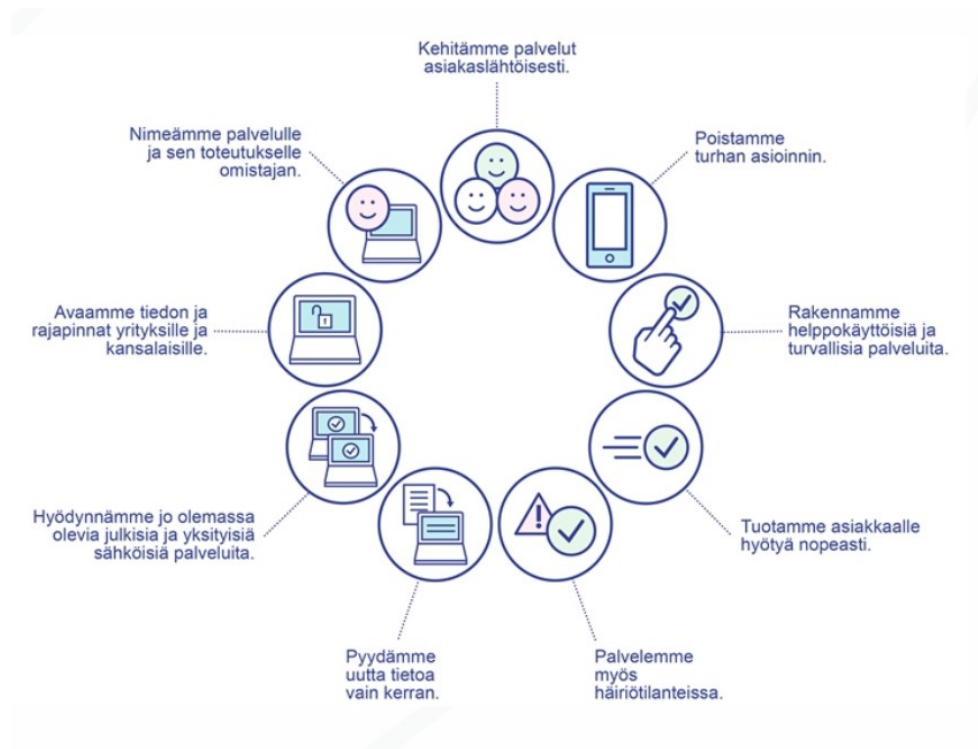 Kehitämme palvelut
asiakaslähtöisesti.
Poistamme
turhan asioinnin.
Rakennamme
helppokäyttöisiä ja
turvallisia palveluita.
Tuotamme asiakkaalle
hyötyä nopeasti.
Palvelemme
myös
häiriötilanteissa.
Pyydämme
uutta tietoa
vain kerran.
Hyödynnämme jo olemassa
olevia julkisia ja yksityisiä
sähköisiä palveluita.
Avaamme tiedon ja
rajapinnat yrityksille ja
kansalaisille.
Nimeämme palvelulle
ja sen toteutukselle
omistajan.